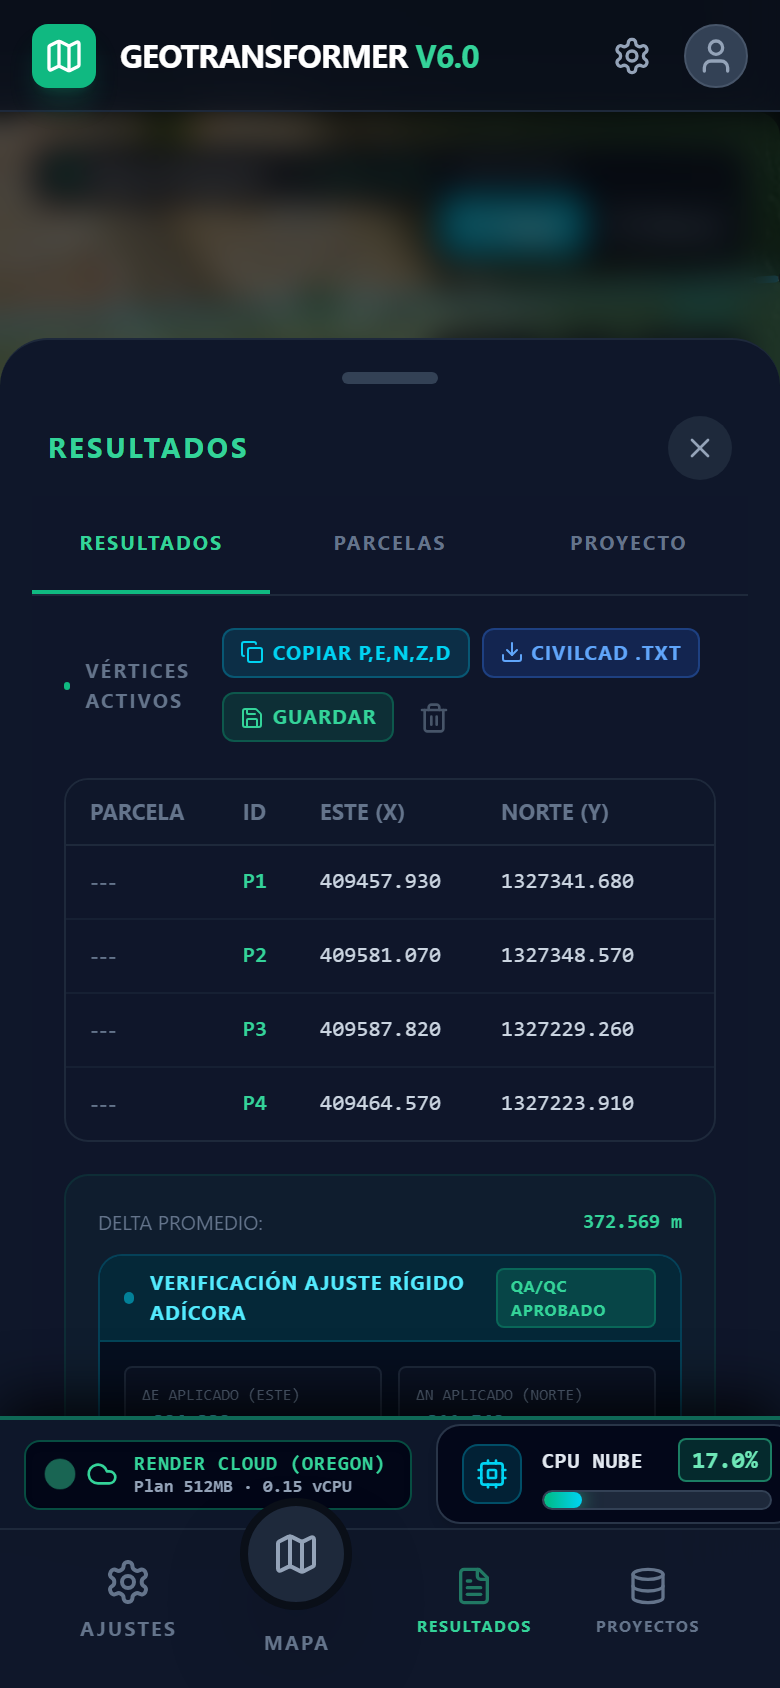 GEOTRANSFORMER V6.0
RESULTADOS
RESULTADOS PARCELAS PROYECTO
VÉRTICES
ACTIVOS
COPIAR P,E,N,Z,D
CIVILCAD .TXT
GUARDAR
PARCELA ID ESTE (X) NORTE (Y)
--- P1 409457.930 1327341.680
--- P2 409581.070 1327348.570
--- P3 409587.820 1327229.260
--- P4 409464.570 1327223.910
DELTA PROMEDIO: 372.569 m
VERIFICACIÓN AJUSTE RÍGIDO
ADÍCORA
QA/QC
APROBADO
ΔE APLICADO (ESTE)
ΔN APLICADO (NORTE)
RENDER CLOUD (OREGON)
Plan 512MB · 0.15 vCPU
CPU NUBE 17.0%
AJUSTES
MAPA
RESULTADOS
PROYECTOS